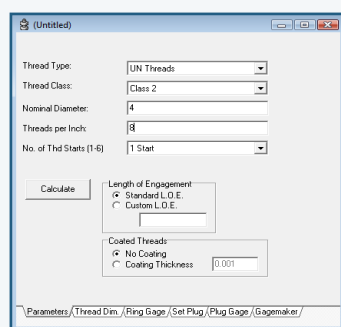 (Untitled)
Thread Type: UN Threads
Thread Class: Class 2
Nominal Diameter: 4
Threads per Inch: 8
No. of Thd Starts (1-6) 1 Start
Calculate
Length of Engagement
Standard L.O.E.
Custom L.O.E.
Coated Threads
No Coating
Coating Thickness 0.001
Parameters Thread Dim. Ring Gage Set Plug Plug Gage Gagemaker